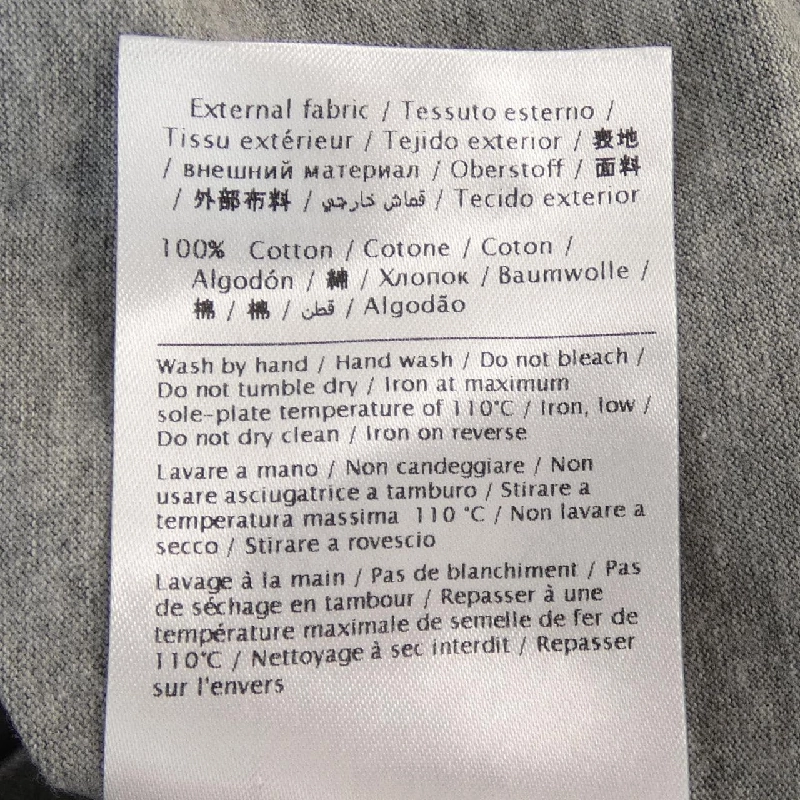 External fabric / Tessuto esterno /
Tissu extérieur / Tejido exterior / 表地
/ внешний материал / Oberstoff / 面料
/ 外部布料 / قماش خارجي / Tecido exterior
100% Cotton / Cotone / Coton /
Algodón / 綿 / Хлопок / Baumwolle /
棉 / 棉 / قطن / Algodão
Wash by hand / Hand wash / Do not bleach /
Do not tumble dry / Iron at maximum
sole-plate temperature of 110°C / Iron, low /
Do not dry clean / Iron on reverse
Lavare a mano / Non candeggiare / Non
usare asciugatrice a tamburo / Stirare a
temperatura massima 110 °C / Non lavare a
secco / Stirare a rovescio
Lavage à la main / Pas de blanchiment / Pas
de séchage en tambour / Repasser à une
température maximale de semelle de fer de
110°C / Nettoyage à sec interdit / Repasser
sur l'envers